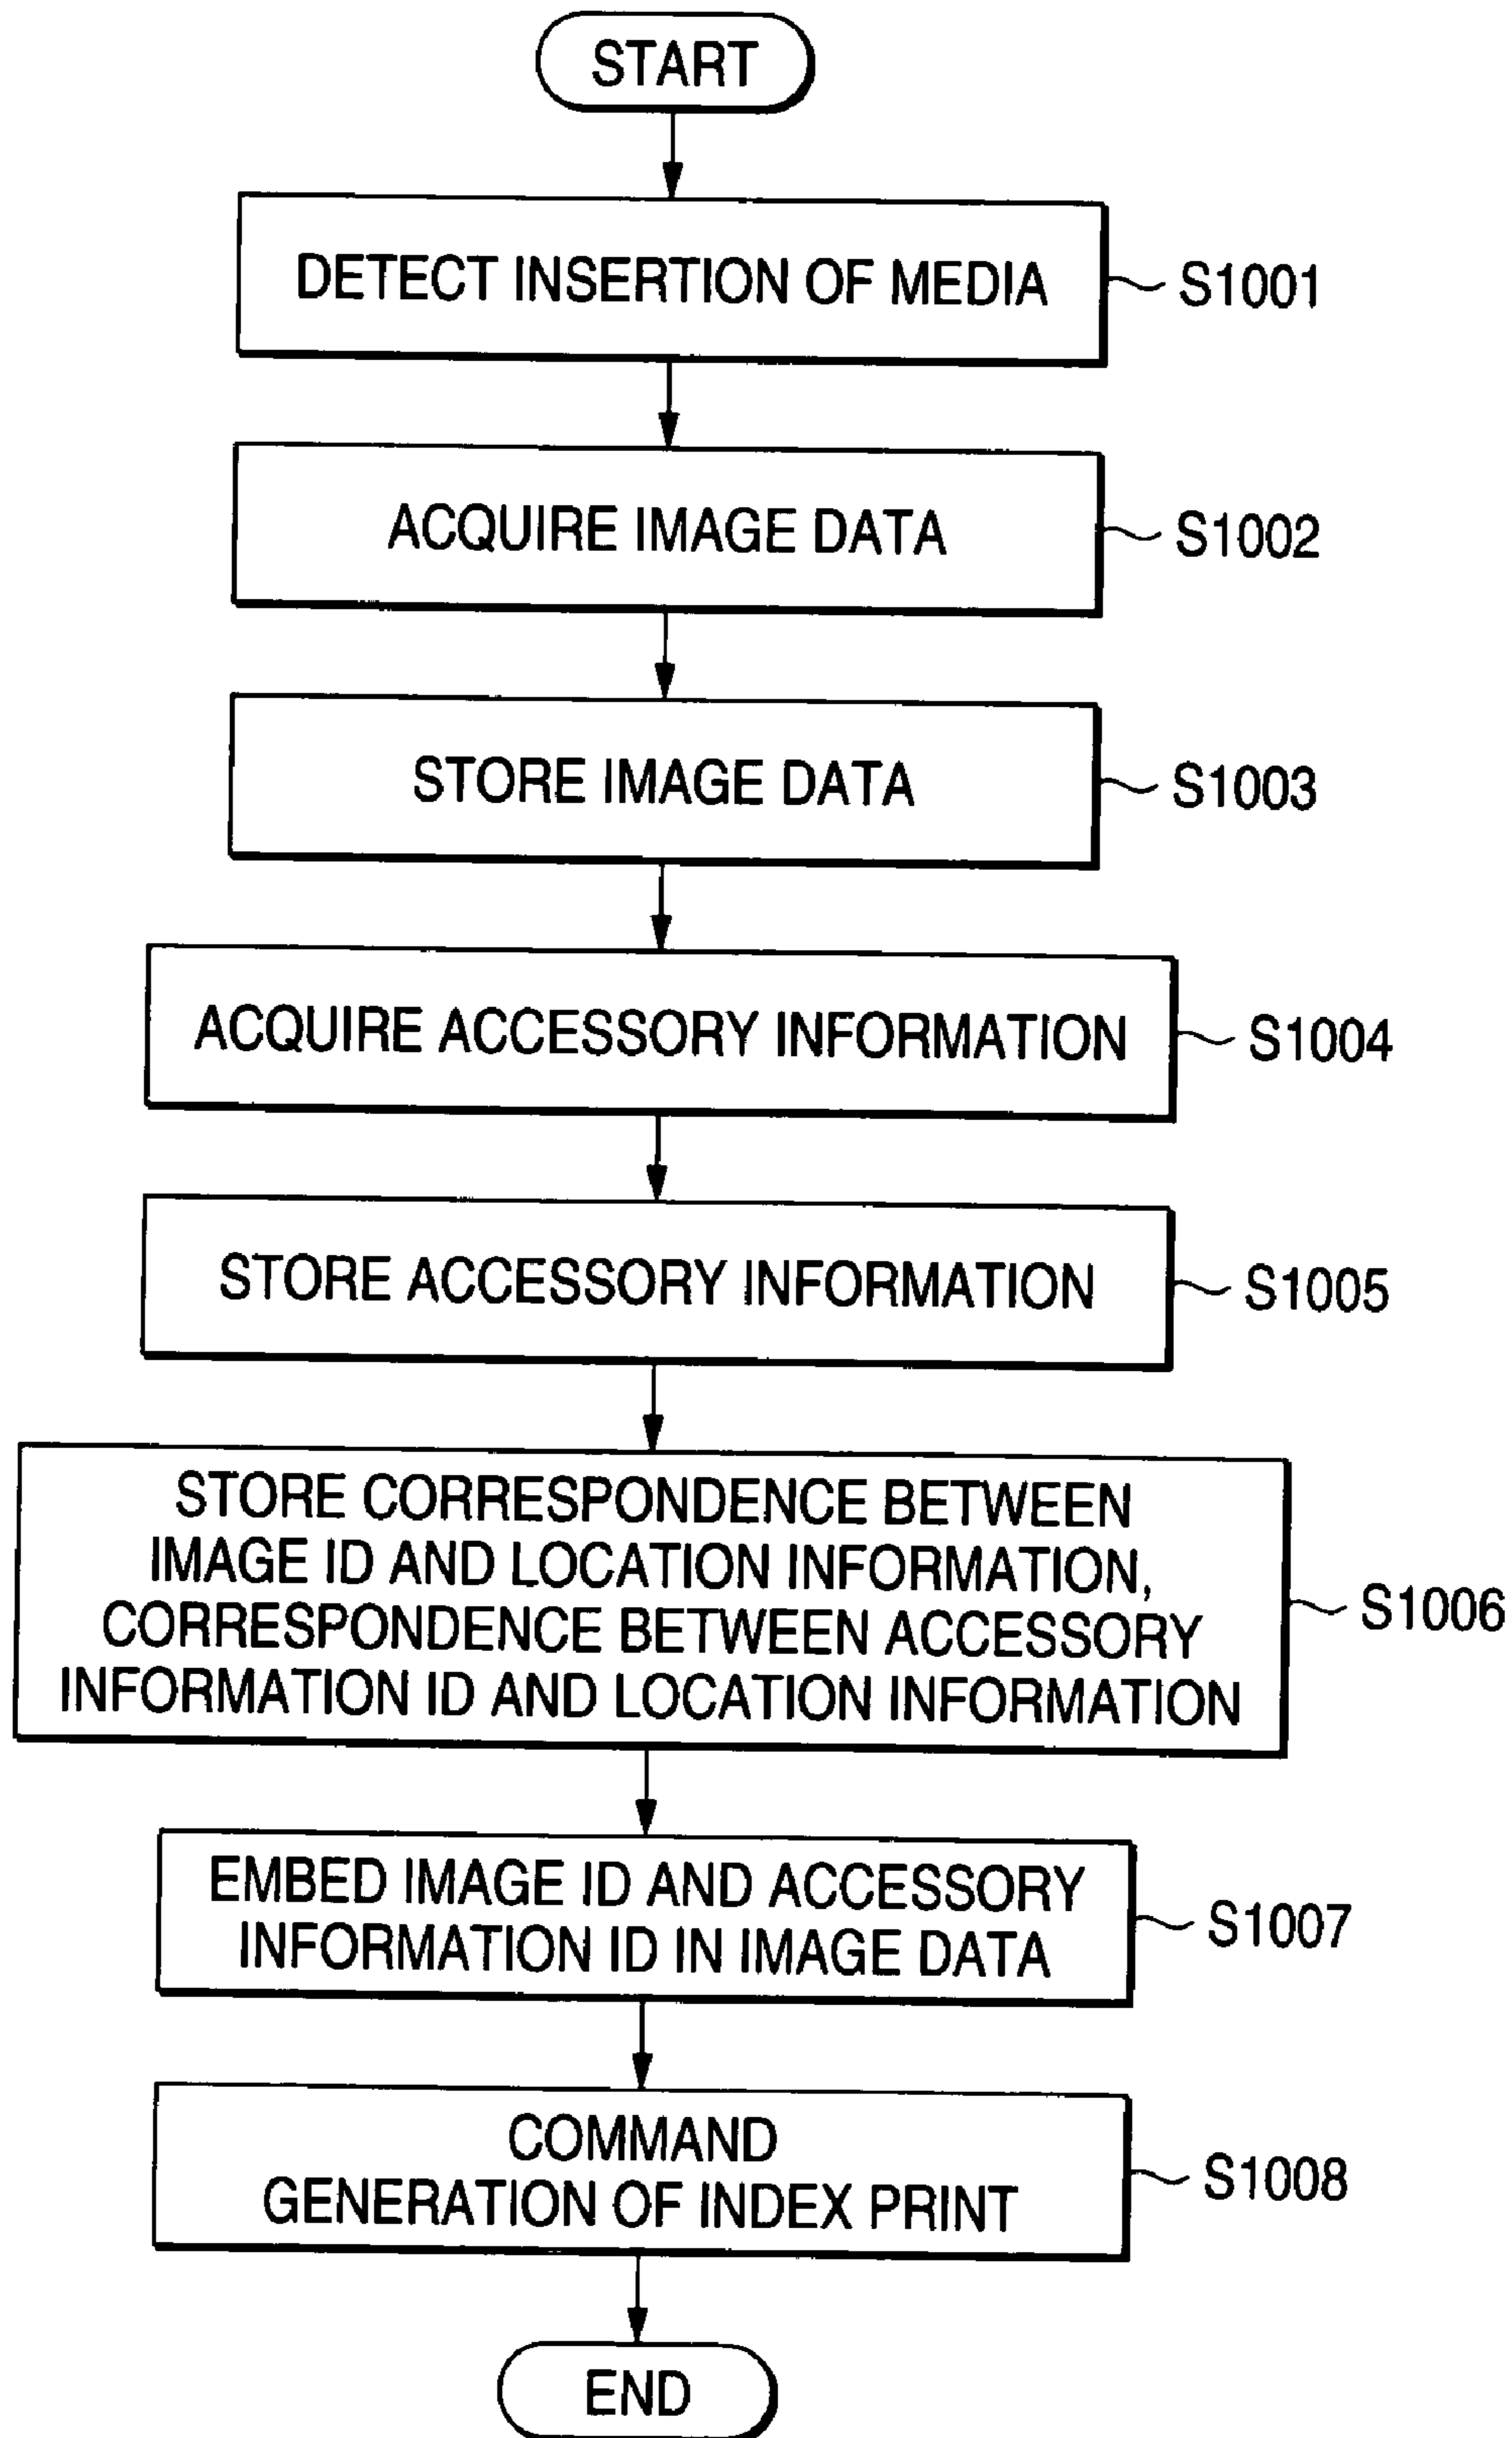 START
DETECT INSERTION OF MEDIA
S1001
ACQUIRE IMAGE DATA
S1002
STORE IMAGE DATA
S1003
ACQUIRE ACCESSORY INFORMATION
S1004
STORE ACCESSORY INFORMATION
S1005
STORE CORRESPONDENCE BETWEEN
IMAGE ID AND LOCATION INFORMATION,
CORRESPONDENCE BETWEEN ACCESSORY
INFORMATION ID AND LOCATION INFORMATION
S1006
EMBED IMAGE ID AND ACCESSORY
INFORMATION ID IN IMAGE DATA
S1007
COMMAND
GENERATION OF INDEX PRINT
S1008
END